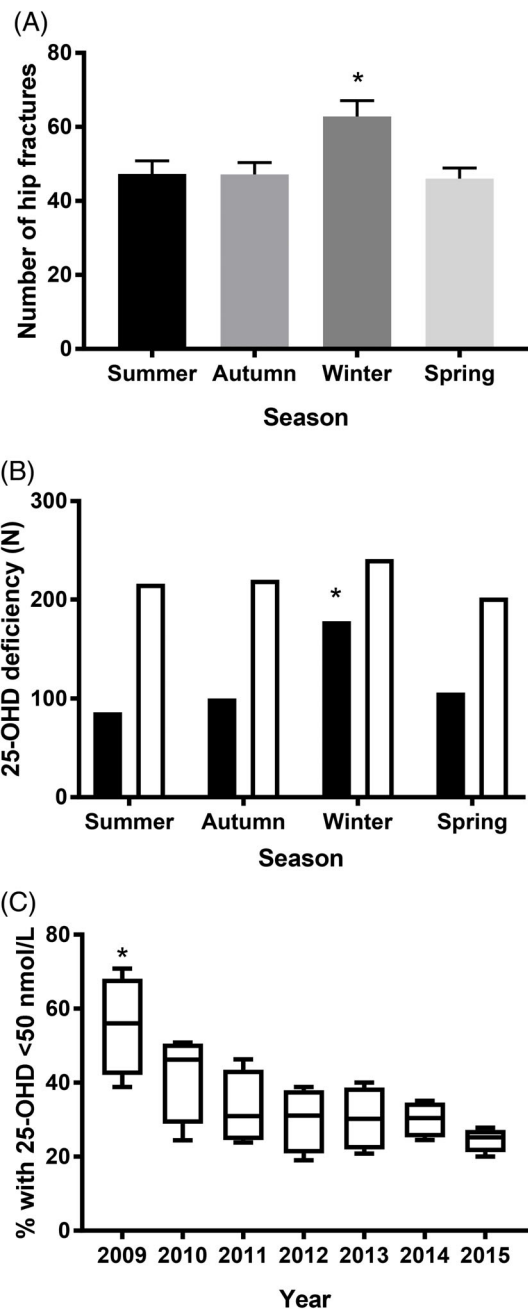 (A)
Number of hip fractures
80
60
40
20
0
*
Summer Autumn Winter Spring
Season
(B)
25-OHD deficiency (N)
300
200
100
0
*
Summer Autumn Winter Spring
Season
(C)
% with 25-OHD <50 nmol/L
80
60
40
20
0
*
2009 2010 2011 2012 2013 2014 2015
Year